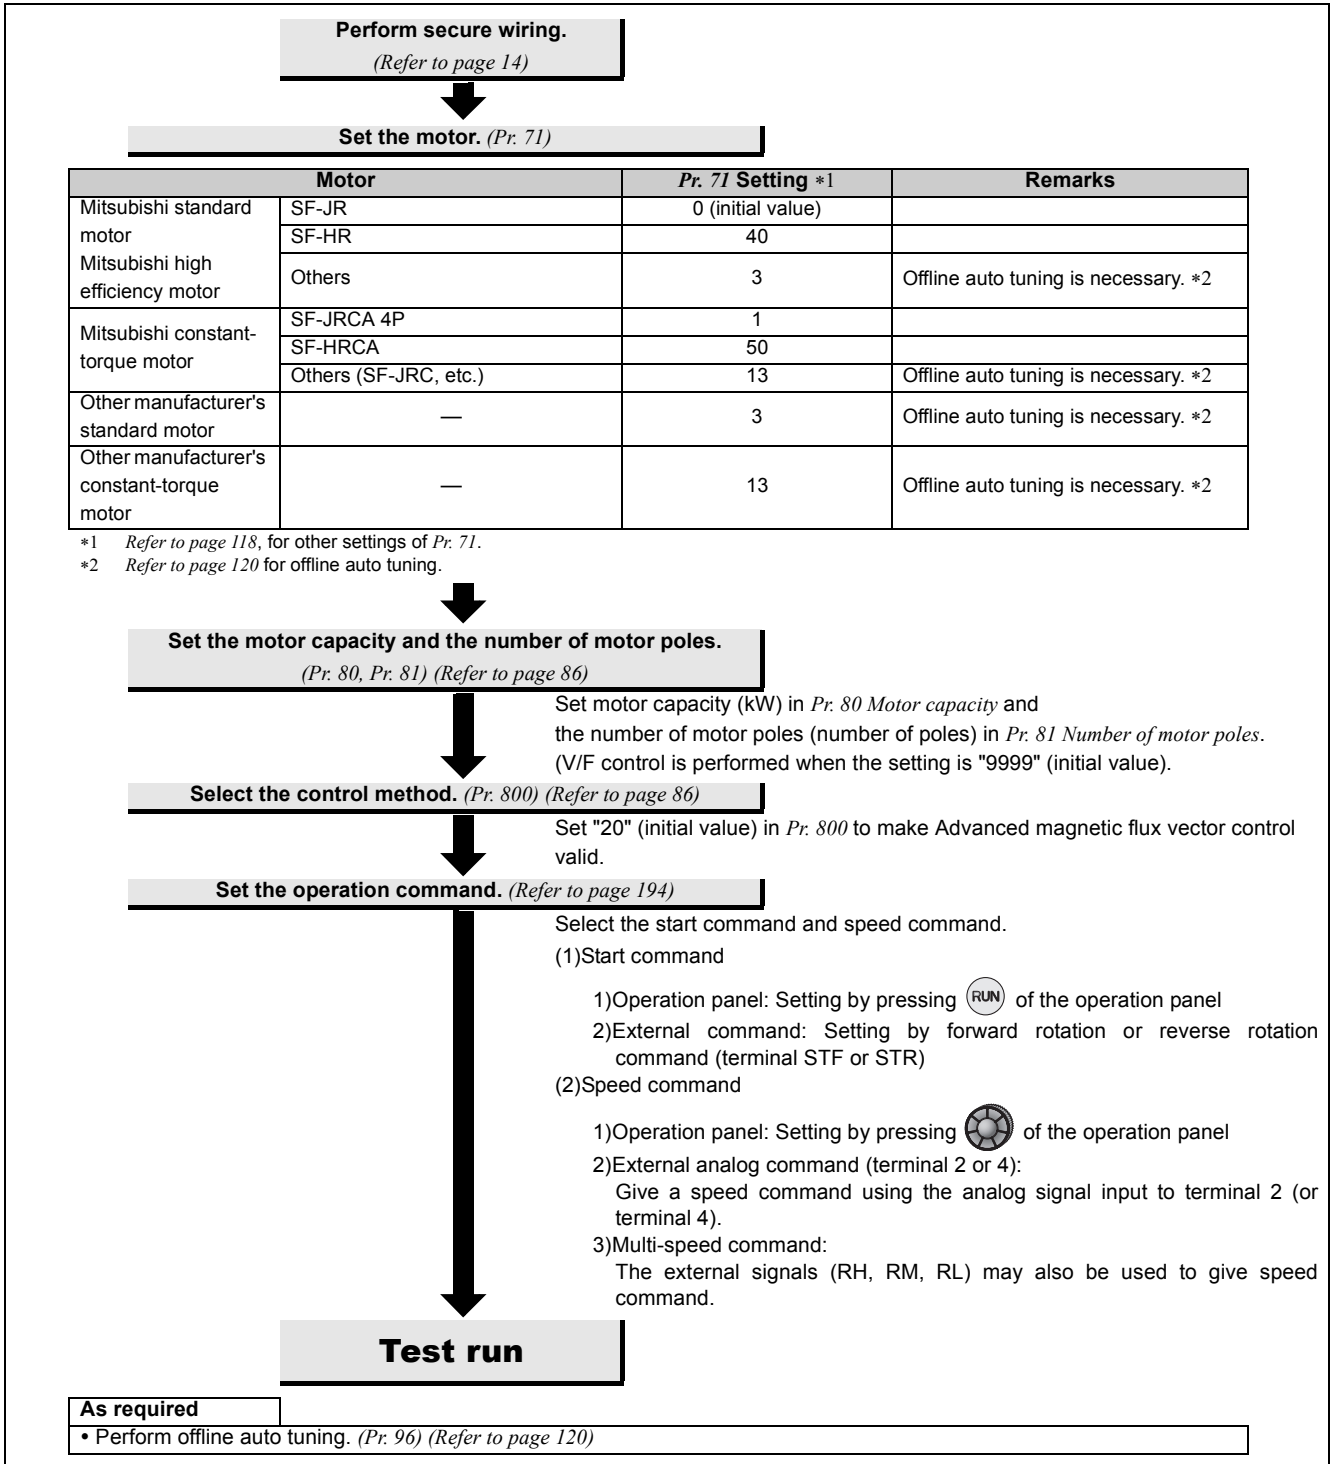 Perform secure wiring.
(Refer to page 14)
Set the motor. (Pr. 71)
Motor Pr. 71 Setting *1 Remarks
Mitsubishi standard motor
Mitsubishi high efficiency motor
SF-JR 0 (initial value)
SF-HR 40
Others 3 Offline auto tuning is necessary. *2
Mitsubishi constant-torque motor
SF-JRCA 4P 1
SF-HRCA 50
Others (SF-JRC, etc.) 13 Offline auto tuning is necessary. *2
Other manufacturer's standard motor — 3 Offline auto tuning is necessary. *2
Other manufacturer's constant-torque motor — 13 Offline auto tuning is necessary. *2
*1 Refer to page 118, for other settings of Pr. 71.
*2 Refer to page 120 for offline auto tuning.
Set the motor capacity and the number of motor poles.
(Pr. 80, Pr. 81) (Refer to page 86)
Set motor capacity (kW) in Pr. 80 Motor capacity and
the number of motor poles (number of poles) in Pr. 81 Number of motor poles.
(V/F control is performed when the setting is "9999" (initial value).
Select the control method. (Pr. 800) (Refer to page 86)
Set "20" (initial value) in Pr. 800 to make Advanced magnetic flux vector control
valid.
Set the operation command. (Refer to page 194)
Select the start command and speed command.
(1)Start command
1)Operation panel: Setting by pressing RUN of the operation panel
2)External command: Setting by forward rotation or reverse rotation
command (terminal STF or STR)
(2)Speed command
1)Operation panel: Setting by pressing of the operation panel
2)External analog command (terminal 2 or 4):
Give a speed command using the analog signal input to terminal 2 (or
terminal 4).
3)Multi-speed command:
The external signals (RH, RM, RL) may also be used to give speed
command.
Test run
As required
• Perform offline auto tuning. (Pr. 96) (Refer to page 120)